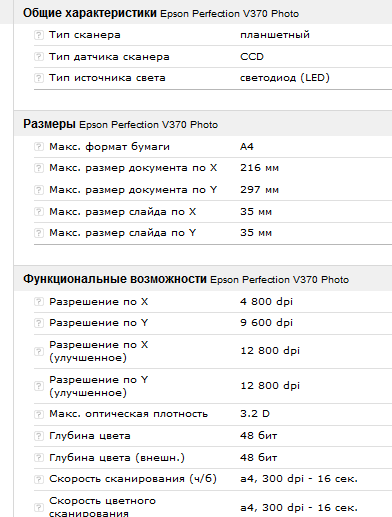 Общие характеристики Epson Perfection V370 Photo
? Тип сканера планшетный
? Тип датчика сканера CCD
? Тип источника света светодиод (LED)
Размеры Epson Perfection V370 Photo
? Макс. формат бумаги A4
? Макс. размер документа по X 216 мм
? Макс. размер документа по Y 297 мм
? Макс. размер слайда по X 35 мм
? Макс. размер слайда по Y 35 мм
Функциональные возможности Epson Perfection V370 Photo
? Разрешение по X 4 800 dpi
? Разрешение по Y 9 600 dpi
? Разрешение по X
(улучшенное) 12 800 dpi
? Разрешение по Y
(улучшенное) 12 800 dpi
? Макс. оптическая плотность 3.2 D
? Глубина цвета 48 бит
? Глубина цвета (внешн.) 48 бит
? Скорость сканирования (ч/б) a4, 300 dpi - 16 сек.
? Скорость цветного
сканирования a4, 300 dpi - 16 сек.